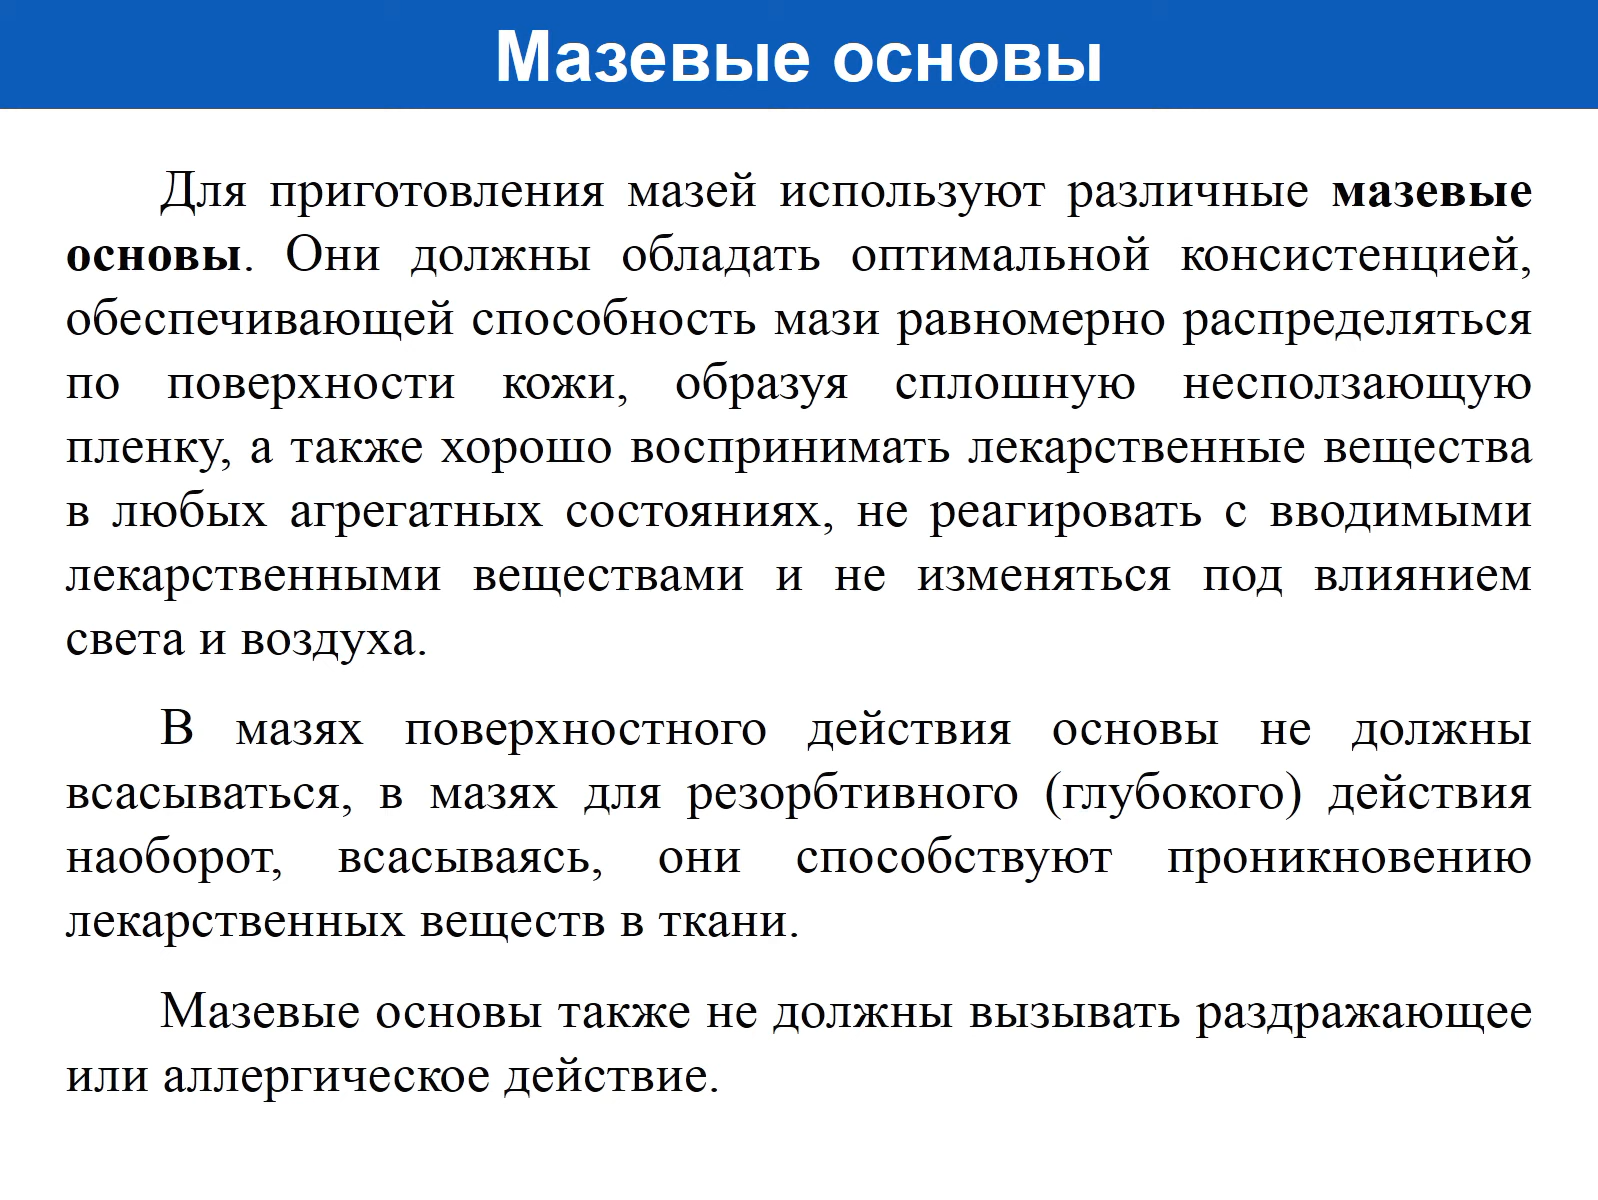 Мазевые основы
Для приготовления мазей используют различные мазевые
основы. Они должны обладать оптимальной консистенцией,
обеспечивающей способность мази равномерно распределяться
по поверхности кожи, образуя сплошную несползающую
пленку, а также хорошо воспринимать лекарственные вещества
в любых агрегатных состояниях, не реагировать с вводимыми
лекарственными веществами и не изменяться под влиянием
света и воздуха.
В мазях поверхностного действия основы не должны
всасываться, в мазях для резорбтивного (глубокого) действия
наоборот, всасываясь, они способствуют проникновению
лекарственных веществ в ткани.
Мазевые основы также не должны вызывать раздражающее
или аллергическое действие.